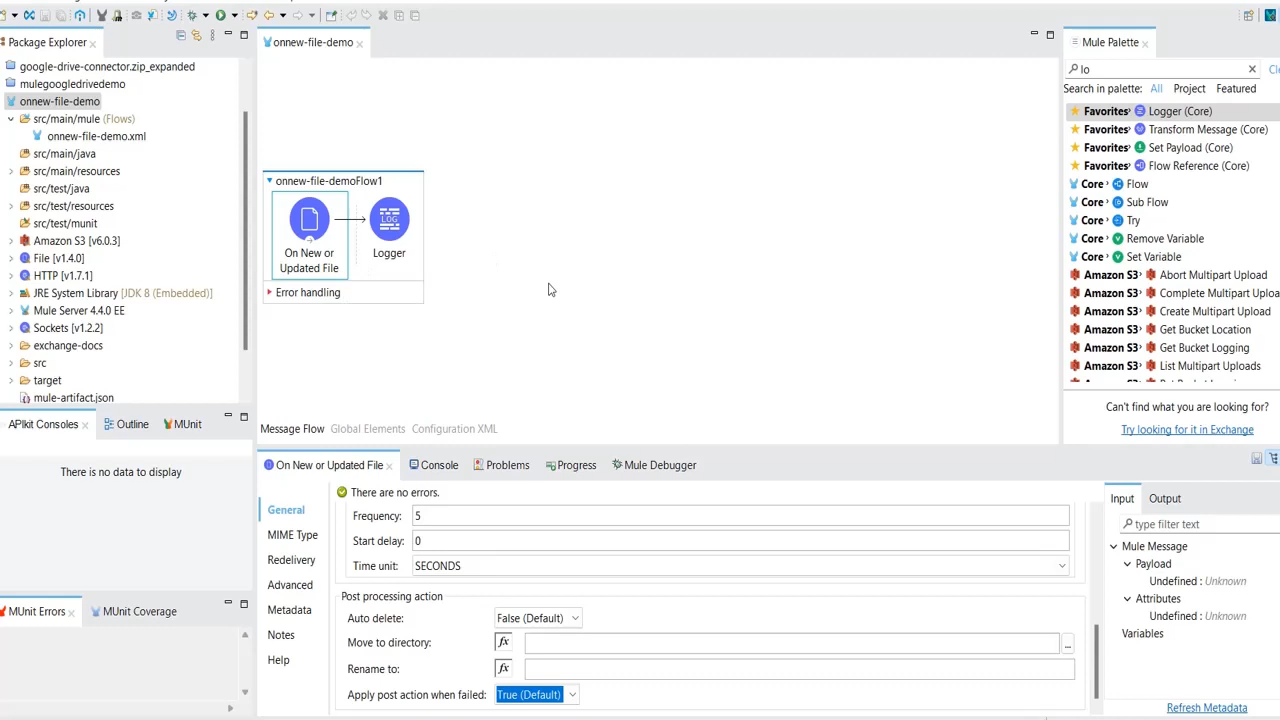 Package Explorer
google-drive-connector.zip_expanded
mulegoogledrivedemo
onnew-file-demo
src/main/mule (Flows)
onnew-file-demo.xml
src/main/java
src/main/resources
src/test/java
src/test/resources
src/test/munit
Amazon S3 [v6.0.3]
File [v1.4.0]
HTTP [v1.7.1]
JRE System Library [JDK 8 (Embedded)]
Mule Server 4.4.0 EE
Sockets [v1.2.2]
exchange-docs
src
target
mule-artifact.json
APIkit Consoles
Outline
MUnit
There is no data to display
MUnit Errors
MUnit Coverage
onnew-file-demo
onnew-file-demoFlow1
LOG
On New or
Updated File
Logger
Error handling
Message Flow
Global Elements
Configuration XML
On New or Updated File
Console
Problems
Progress
Mule Debugger
There are no errors.
General
MIME Type
Redelivery
Advanced
Metadata
Notes
Help
Frequency: 5
Start delay: 0
Time unit: SECONDS
Post processing action
Auto delete: False (Default)
Move to directory: fx ...
Rename to: fx
Apply post action when failed: True (Default)
Mule Palette
lo
Cle
Search in palette: All Project Featured
Favorites Logger (Core)
Favorites Transform Message (Core)
Favorites Set Payload (Core)
Favorites Flow Reference (Core)
Core Flow
Core Sub Flow
Core Try
Core Remove Variable
Core Set Variable
Amazon S3 Abort Multipart Upload
Amazon S3 Complete Multipart Uploa
Amazon S3 Create Multipart Upload
Amazon S3 Get Bucket Location
Amazon S3 Get Bucket Logging
Amazon S3 List Multipart Uploads
Can't find what you are looking for?
Try looking for it in Exchange
Input
Output
type filter text
Mule Message
Payload
Undefined : Unknown
Attributes
Undefined : Unknown
Variables
Refresh Metadata